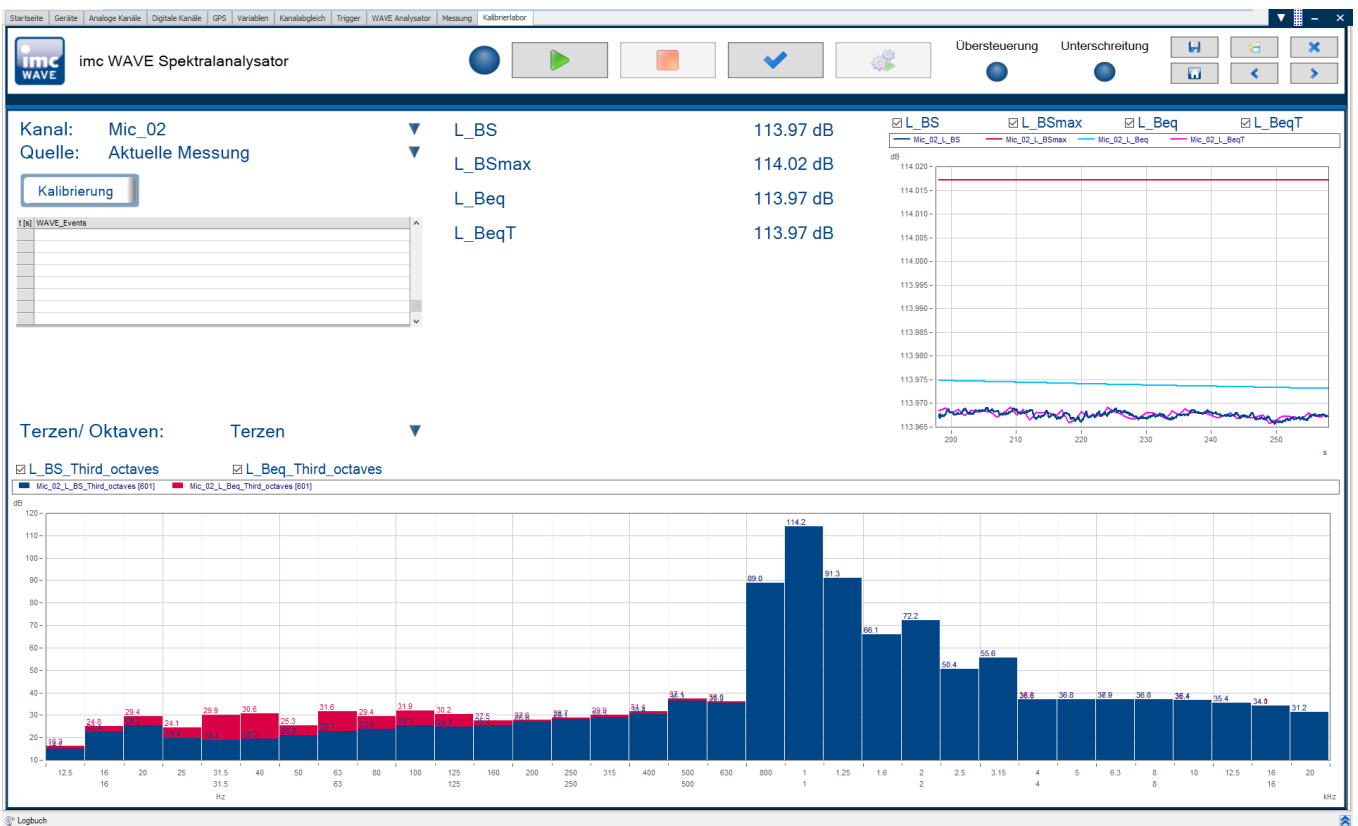 Startseite Geräte Analoge Kanäle Digitale Kanäle GPS Variablen Kanalabgleich Trigger WAVE Analysator Messung Kalibrierlabor
imc WAVE
imc WAVE Spektralanalysator
Übersteuerung Unterschreitung
Kanal: Mic_02
Quelle: Aktuelle Messung
Kalibrierung
t [s] WAVE_Events
L_BS 113.97 dB
L_BSmax 114.02 dB
L_Beq 113.97 dB
L_BeqT 113.97 dB
L_BS L_BSmax L_Beq L_BeqT
Mic_02_L_BS Mic_02_L_BSmax Mic_02_L_Beq Mic_02_L_BeqT
dB
114.020
114.015
114.010
114.005
114.000
113.995
113.990
113.985
113.980
113.975
113.970
113.965
200 210 220 230 240 250
s
Terzen/ Oktaven: Terzen
L_BS_Third_octaves L_Beq_Third_octaves
Mic_02_L_BS_Third_octaves [601] Mic_02_L_Beq_Third_octaves [601]
dB
120
110
100
90
80
70
60
50
40
30
20
10
24.8 29.4 24.1 29.9 30.6 25.3 31.6 29.4 31.9 30.2 27.5 89.0 114.2 91.3 66.1 72.2 50.4 55.6 36.8 36.9 36.8 36.4 35.4 31.2
12.5 16 20 25 31.5 40 50 63 80 100 125 160 200 250 315 400 500 630 800 1 1.25 1.6 2 2.5 3.15 4 5 6.3 8 10 12.5 16 20
16 31.5 63 125 250 500 1 2 4 8 16
Hz kHz
Logbuch